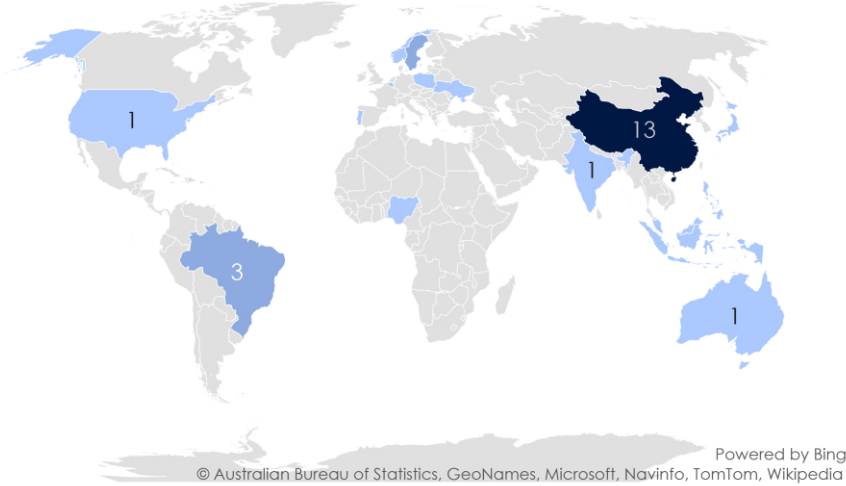 1
13
1
3
1
Powered by Bing
© Australian Bureau of Statistics, GeoNames, Microsoft, Navinfo, TomTom, Wikipedia